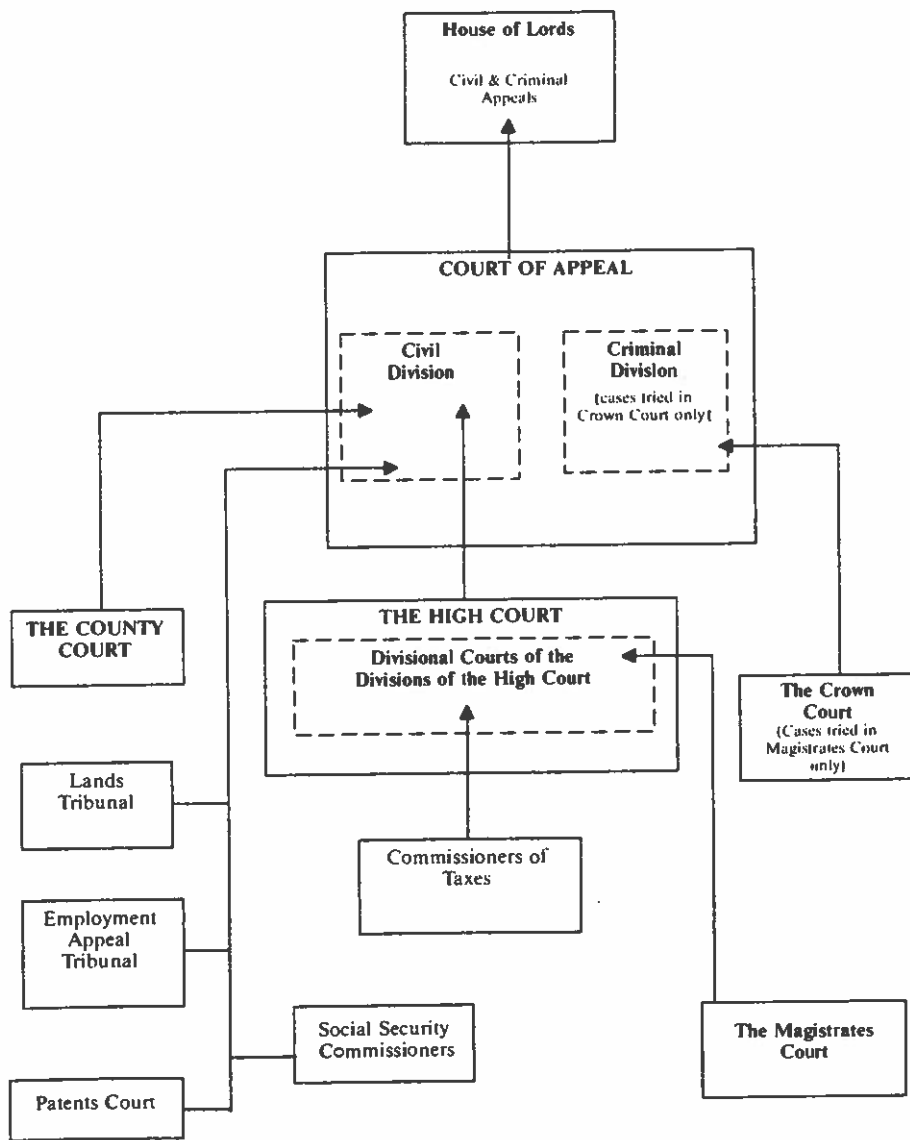 House of Lords
Civil & Criminal
Appeals
COURT OF APPEAL
Civil
Division
Criminal
Division
(cases tried in
Crown Court only)
THE COUNTY
COURT
THE HIGH COURT
Divisional Courts of the
Divisions of the High Court
The Crown
Court
(Cases tried in
Magistrates Court
only)
Lands
Tribunal
Commissioners of
Taxes
Employment
Appeal
Tribunal
Social Security
Commissioners
The Magistrates
Court
Patents Court